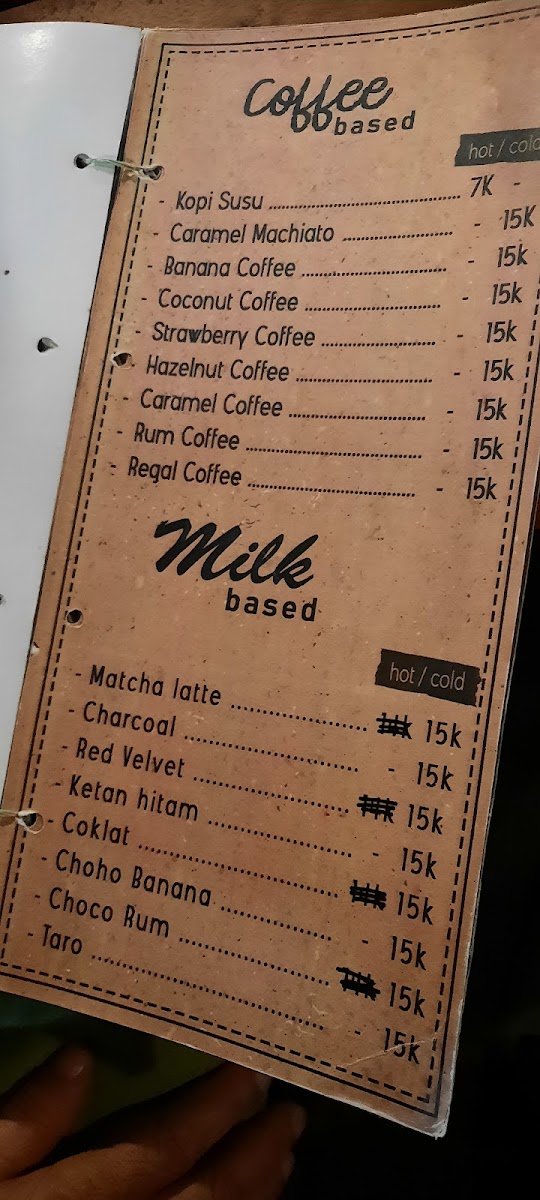 Coffee
based
hot / cold
- Kopi Susu ........................................ 7K -
- Caramel Machiato ....................... - 15K
- Banana Coffee .............................. - 15k
- Coconut Coffee ............................ - 15k
- Strawberry Coffee ....................... - 15k
- Hazelnut Coffee ........................... - 15k
- Caramel Coffee ........................... - 15k
- Rum Coffee ................................... - 15k
- Regal Coffee ................................. - 15k
Milk
based
hot / cold
- Matcha latte ....................... 15k
- Charcoal ............................. - 15k
- Red Velvet .......................... 15k
- Ketan hitam ........................ - 15k
- Coklat ................................. 15k
- Choho Banana .................. - 15k
- Choco Rum ........................ 15k
- Taro ..................................... - 15k